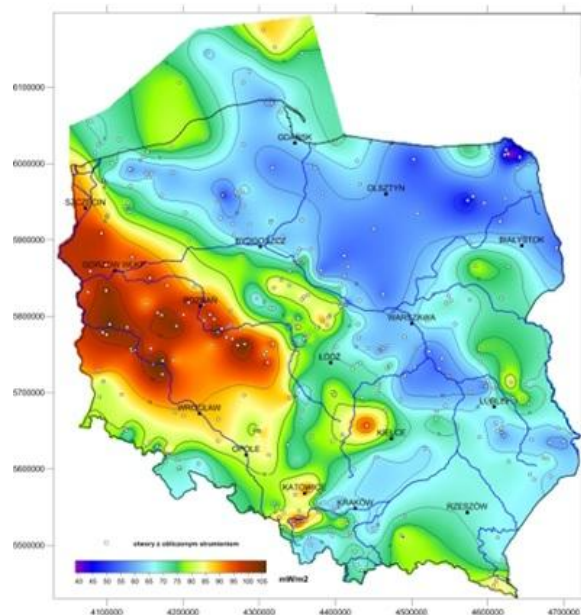 6100000
GDAŃSK
6000000
OLSZTYN
SZCZECIN
5900000
BYDGOSZCZ
BIAŁYSTOK
GORZÓW WLKP
POZNAŃ
5800000
WARSZAWA
ŁÓDŹ
5700000
WROCŁAW
LUBLIN
KIELCE
5600000
OPOLE
KATOWICE
KRAKÓW
RZESZÓW
5500000
otwory z obliczonym strumieniem
40 45 50 55 60 65 70 75 80 85 90 95 100 105 mW/m2
4100000 4200000 4300000 4400000 4500000 4600000 4700000